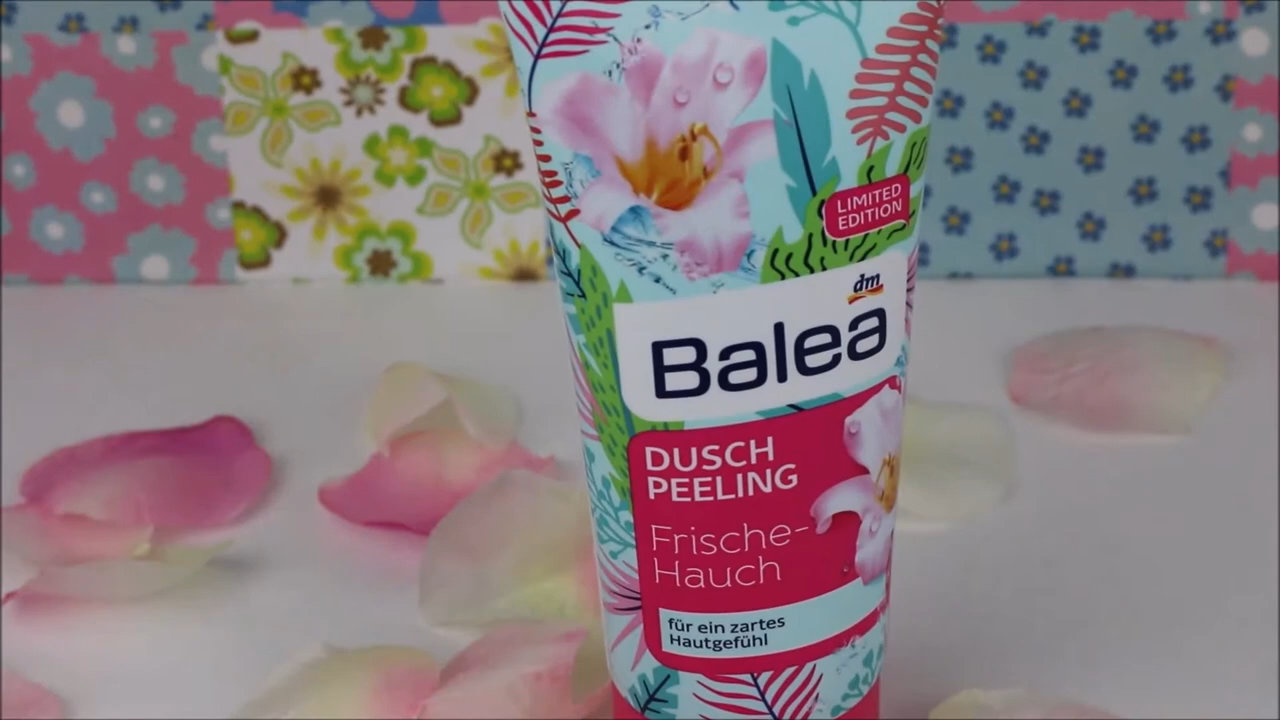 LIMITED
EDITION
dm
Balea
DUSCH
PEELING
Frische-
Hauch
für ein zartes
Hautgefühl